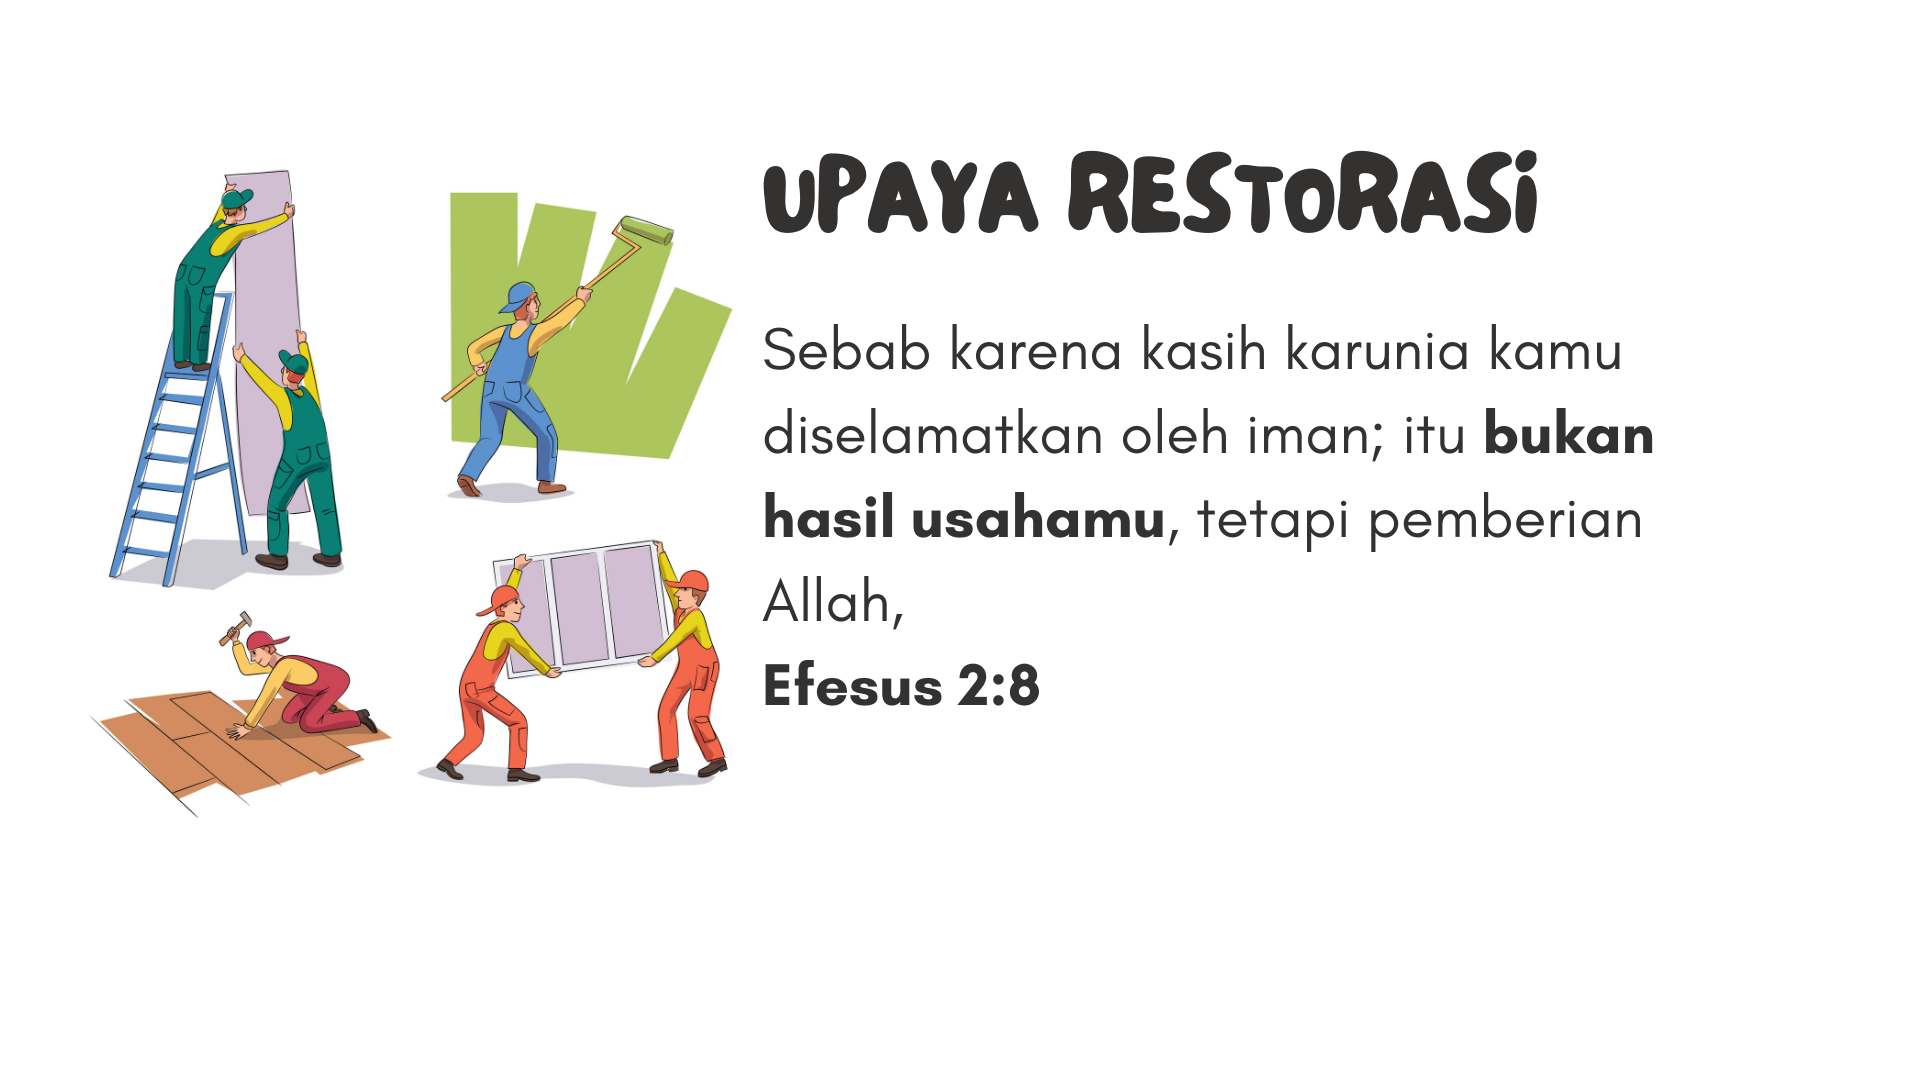 UPAYA RESTORASi
Sebab karena kasih karunia kamu
diselamatkan oleh iman; itu bukan
hasil usahamu, tetapi pemberian
Allah,
Efesus 2:8